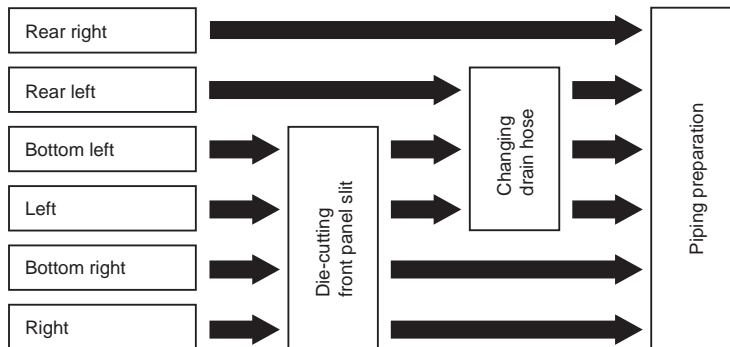 Rear right
Rear left
Bottom left
Left
Bottom right
Right
Die-cutting
front panel slit
Changing
drain hose
Piping preparation